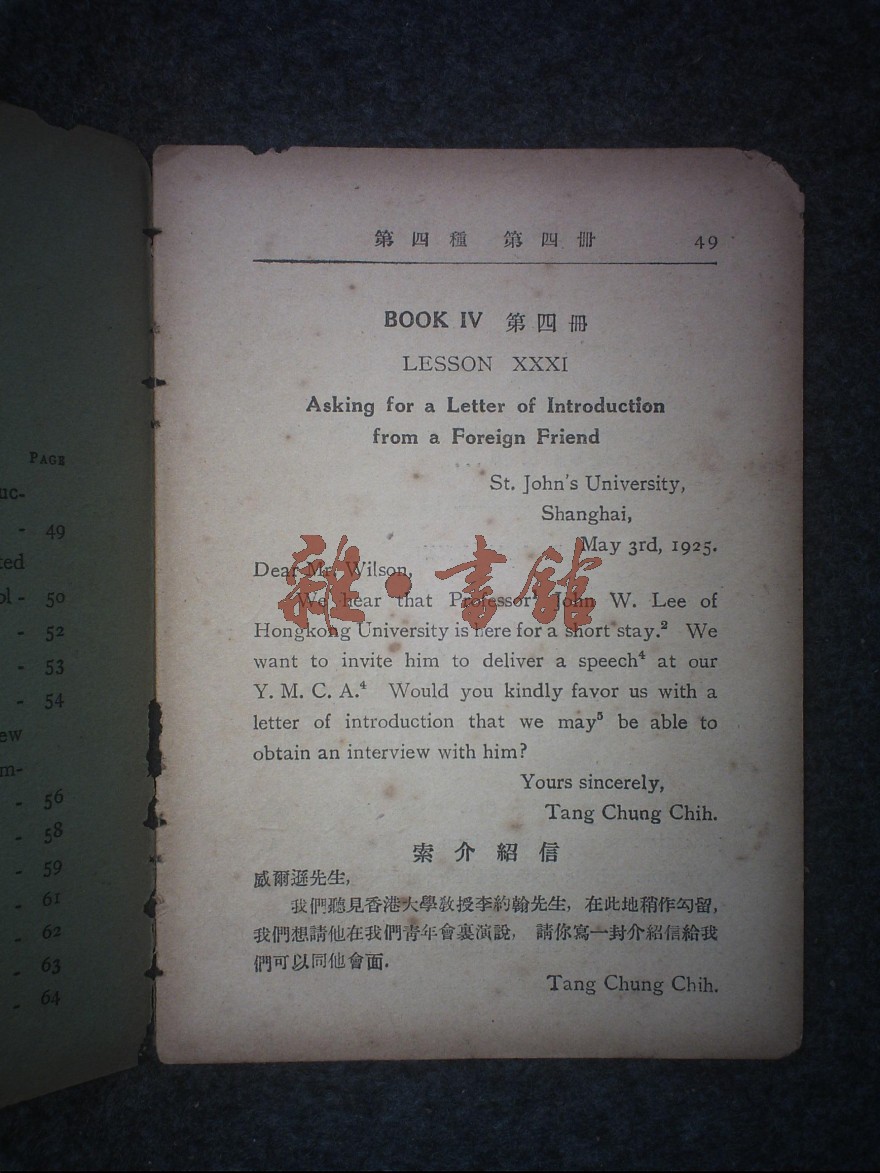 PAGE
uc-
- 49
ted
ol - 50
- 52
- 53
- 54
ew
m-
- 56
- 58
- 59
- 61
- 62
- 63
- 64
第四種 第四冊 49
BOOK IV 第四冊
LESSON XXXI
Asking for a Letter of Introduction
from a Foreign Friend
St. John's University,
Shanghai,
May 3rd, 1925.
Dear Mr. Wilson,
We hear that Professor¹ John W. Lee of
Hongkong University is here for a short stay.² We
want to invite him to deliver a speech⁴ at our
Y. M. C. A.⁴ Would you kindly favor us with a
letter of introduction that we may⁵ be able to
obtain an interview with him?
Yours sincerely,
Tang Chung Chih.
索介紹信
威爾遜先生,
我們聽見香港大學教授李約翰先生, 在此地稍作勾留,
我們想請他在我們青年會裏演說, 請你寫一封介紹信給我
們可以同他會面.
Tang Chung Chih.
雜·書館